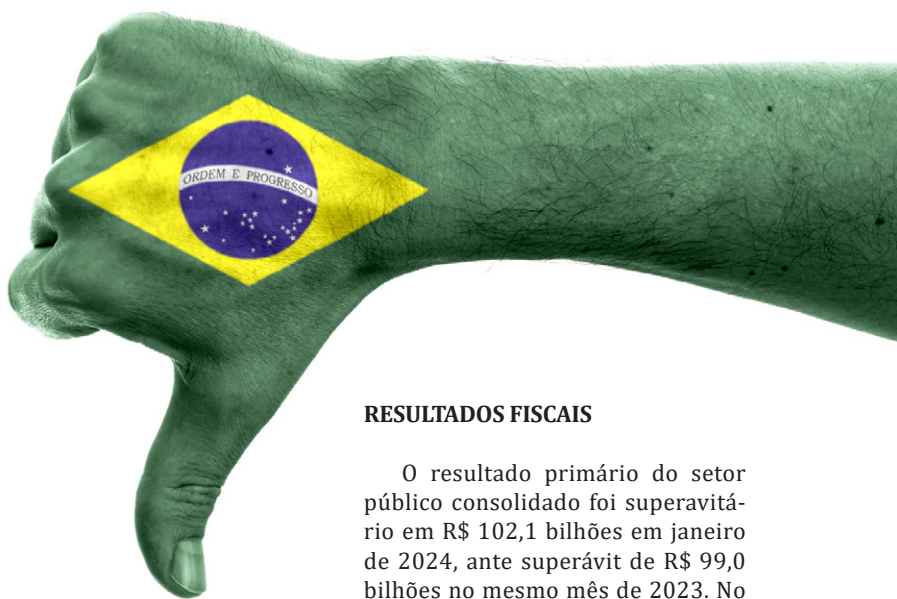 ORDEM E PROGRESSO
RESULTADOS FISCAIS
O resultado primário do setor
público consolidado foi superavitá-
rio em R$ 102,1 bilhões em janeiro
de 2024, ante superávit de R$ 99,0
bilhões no mesmo mês de 2023. No